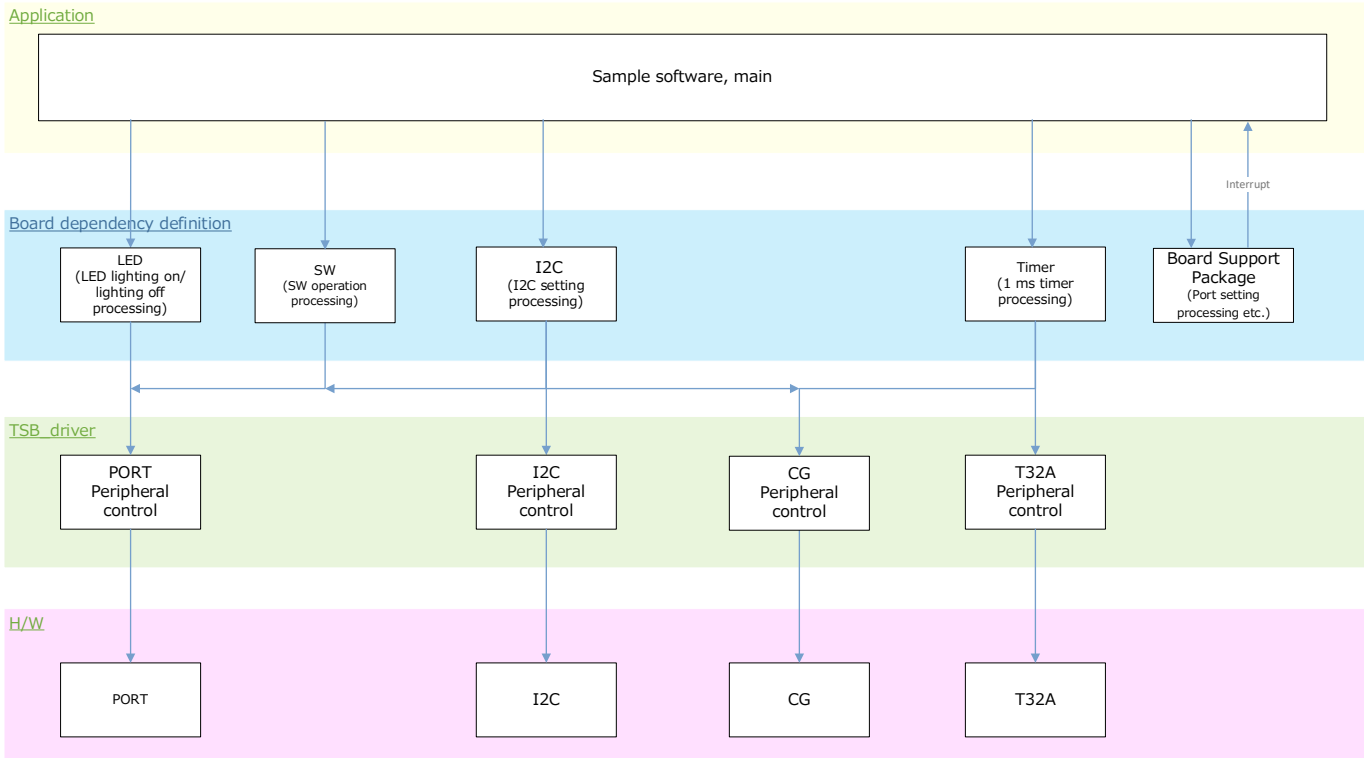 Application
Sample software, main
Interrupt
Board dependency definition
LED
(LED lighting on/
lighting off
processing)
SW
(SW operation
processing)
I2C
(I2C setting
processing)
Timer
(1 ms timer
processing)
Board Support
Package
(Port setting
processing etc.)
TSB_driver
PORT
Peripheral
control
I2C
Peripheral
control
CG
Peripheral
control
T32A
Peripheral
control
H/W
PORT
I2C
CG
T32A